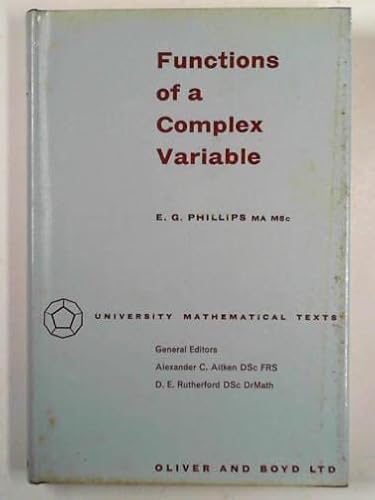 Functions
of a
Complex
Variable
E. G. PHILLIPS MA MSc
UNIVERSITY MATHEMATICAL TEXTS
General Editors
Alexander C. Aitken DSc FRS
D. E. Rutherford DSc DrMath
OLIVER AND BOYD LTD